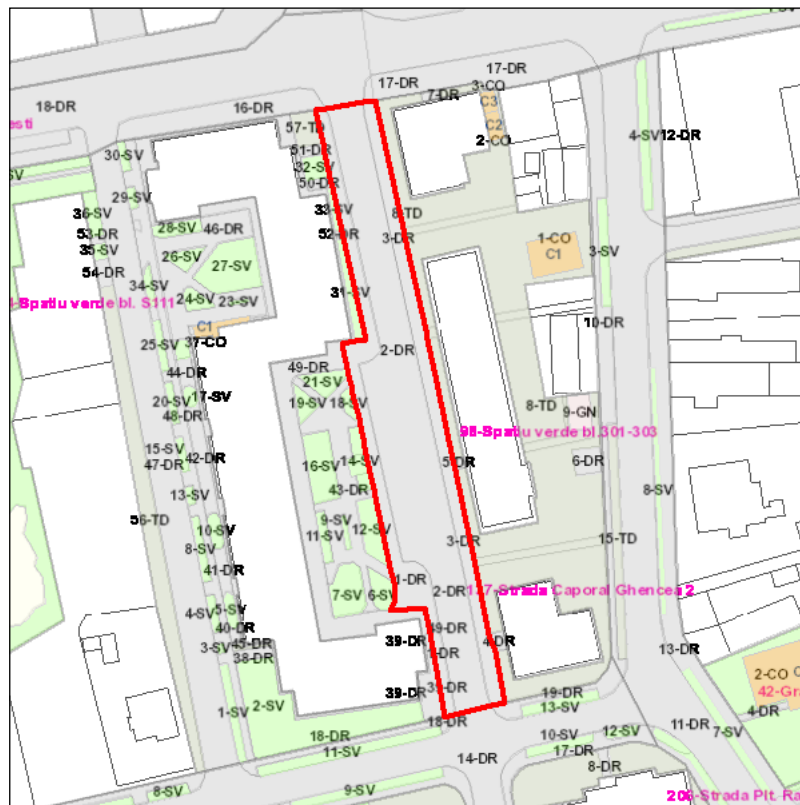 17-DR
17-DR
3-CO
7-DR
C3
18-DR
16-DR
esti
57-TD
C2
4-SV
12-DR
2-CO
51-DR
30-SV
32-SV
50-DR
SV
29-SV
36-SV
33-SV
8-TD
28-SV
46-DR
53-DR
52-DR
3-DR
1-CO
C1
35-SV
26-SV
3-SV
27-SV
54-DR
34-SV
31-SV
24-SV
23-SV
-Spatiu verde bl. S111
C1
10-DR
25-SV
37-CO
2-DR
49-DR
44-DR
21-SV
20-SV
17-SV
19-SV
18-SV
8-TD
9-GN
48-DR
98-Spatiu verde bl.301-303
15-SV
42-DR
47-DR
16-SV
14-SV
5-DR
6-DR
43-DR
8-SV
13-SV
56-TD
9-SV
12-SV
10-SV
11-SV
3-DR
15-TD
8-SV
41-DR
1-DR
2-DR
127-Strada Caporal Ghencea 2
7-SV
6-SV
4-SV
5-SV
40-DR
49-DR
39-DR
4-DR
45-DR
3-SV
38-DR
13-DR
2-CO
42-Gr
39-DR
39-DR
19-DR
2-SV
1-SV
13-SV
4-DR
18-DR
11-DR
18-DR
10-SV
12-SV
7-SV
11-SV
17-DR
14-DR
8-DR
8-SV
9-SV
206-Strada Plt. Ra